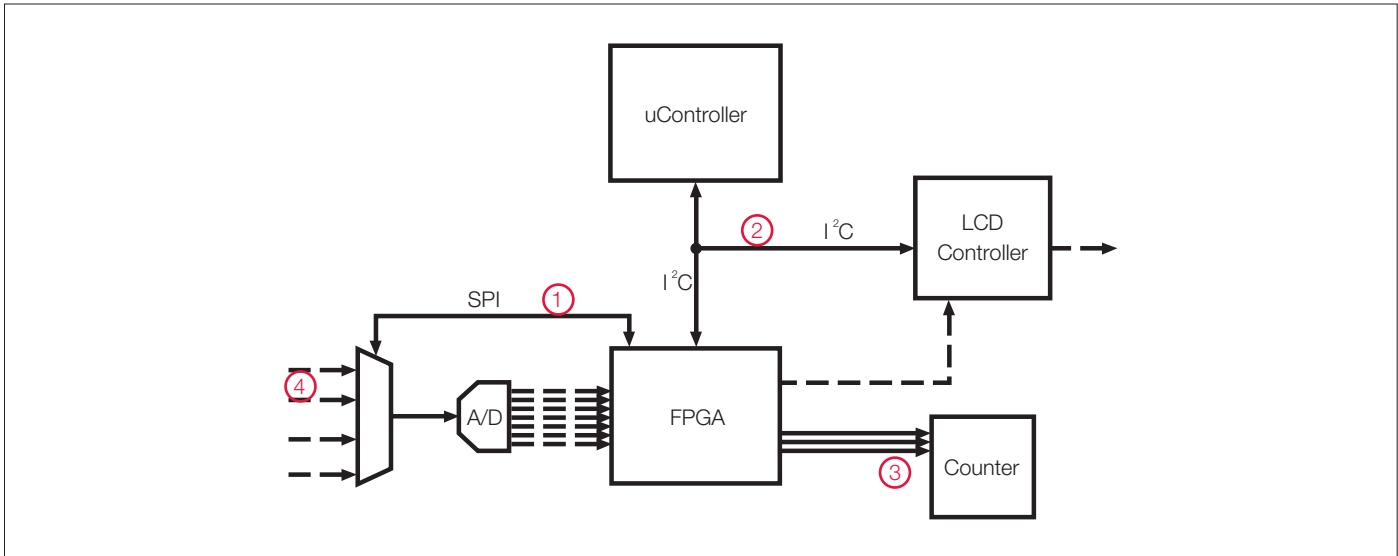 uController
2
I²C
LCD
Controller
I²C
SPI
1
4
A/D
FPGA
3
Counter